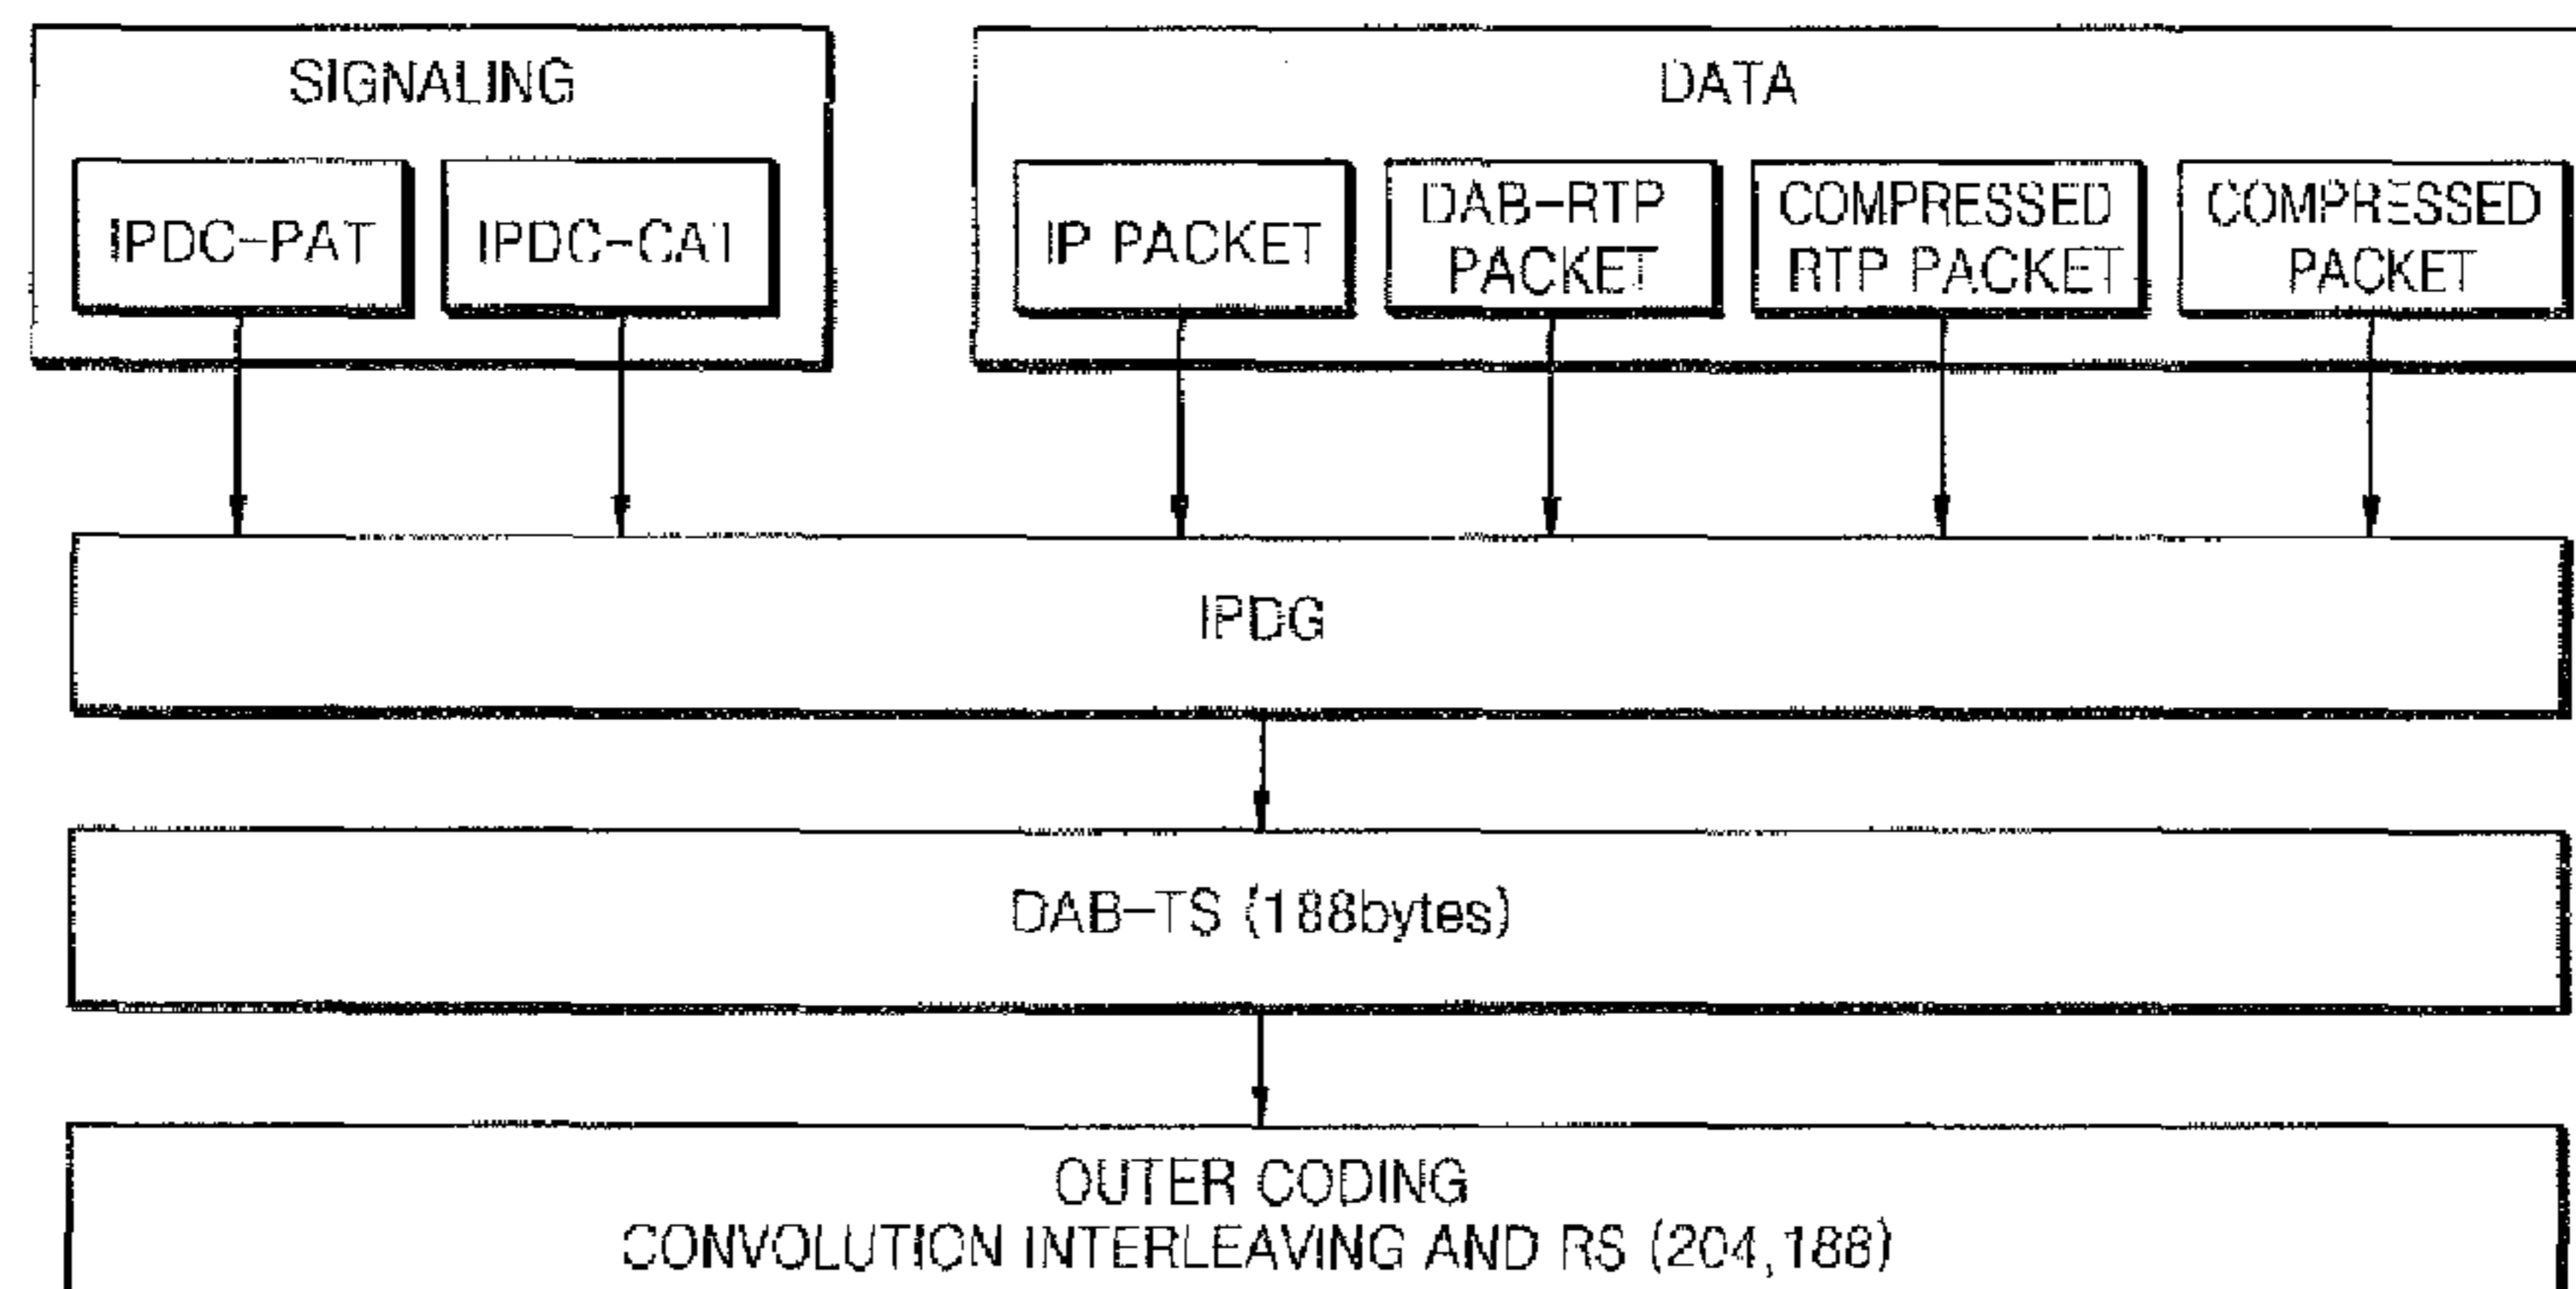 SIGNALING
DATA
IPDC-PAT
IPDC-CAT
IP PACKET
DAB-RTP
PACKET
COMPRESSED
RTP PACKET
COMPRESSED
PACKET
IPDG
DAB-TS (188bytes)
OUTER CODING
CONVOLUTION INTERLEAVING AND RS (204,188)